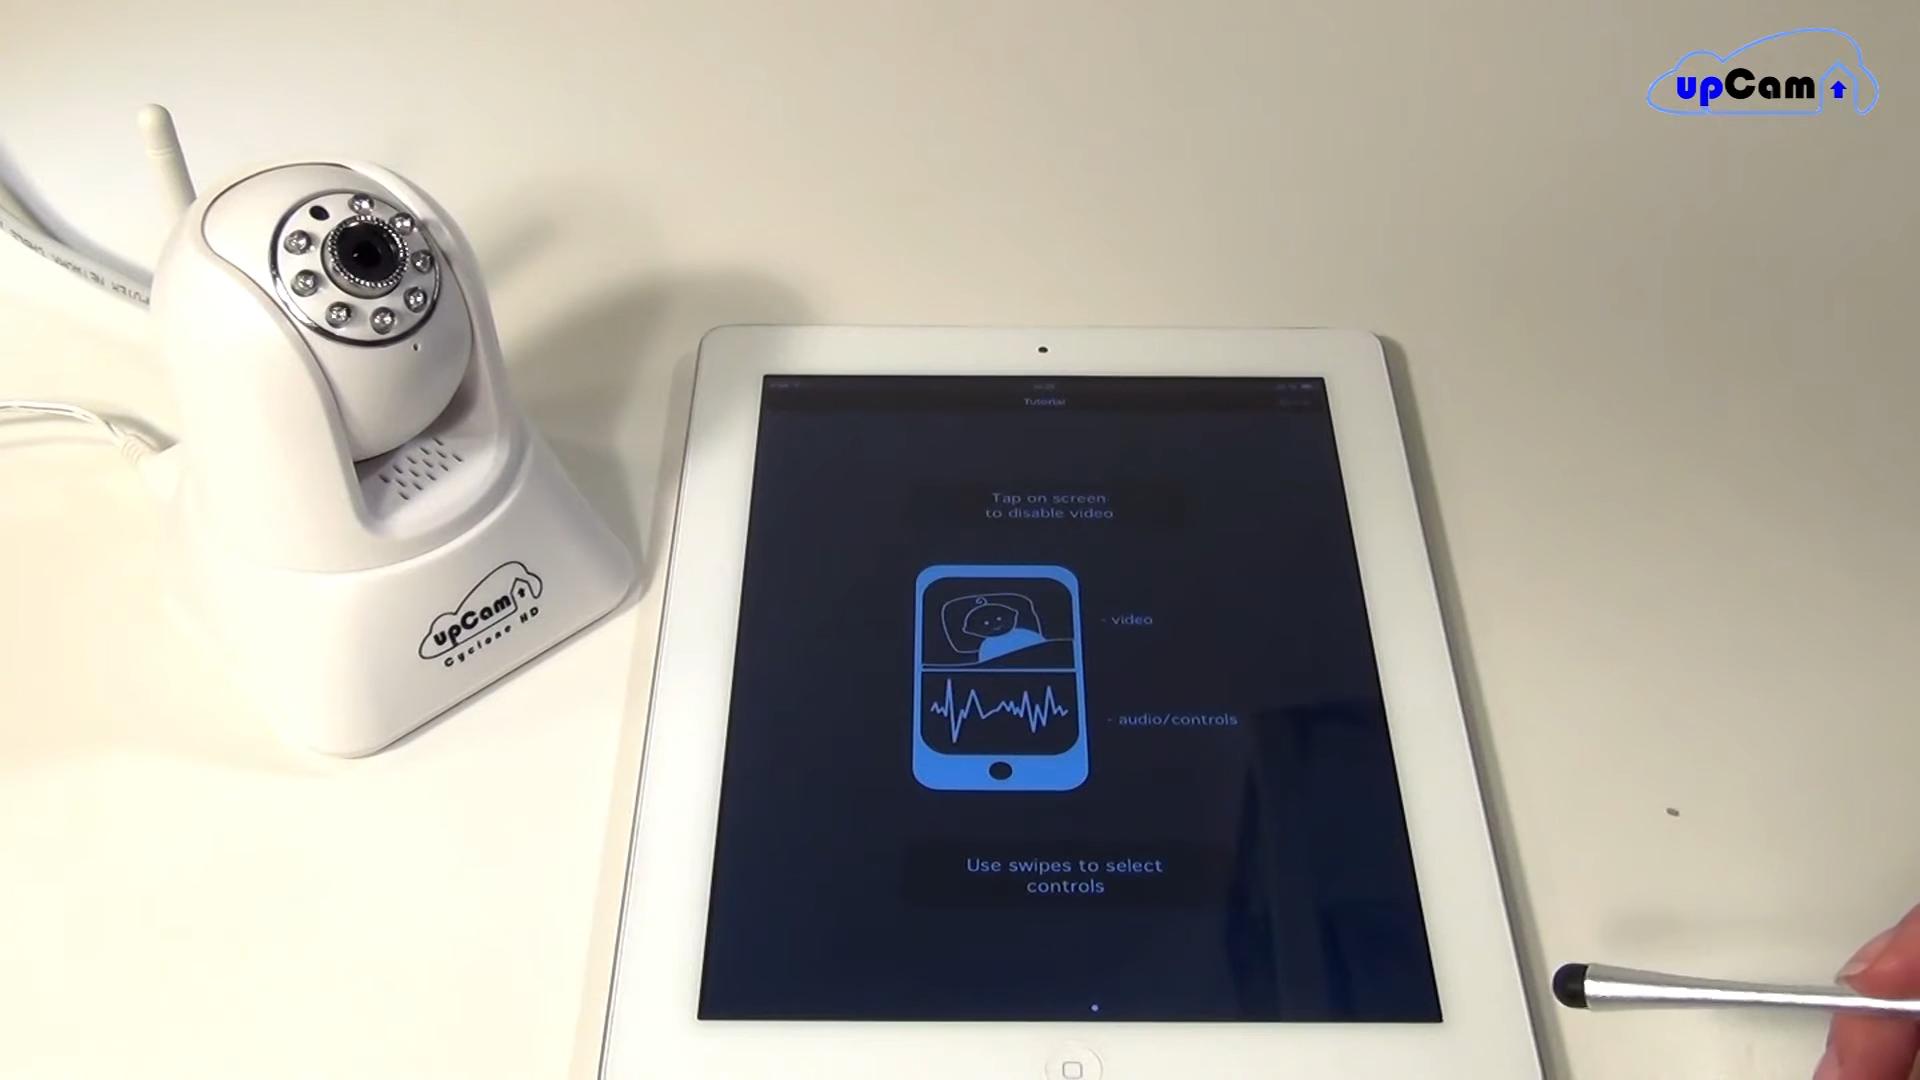 upCam
Tutorial
Tap on screen
to disable video
- video
- audio/controls
Use swipes to select
controls
upCam
Cyclone HD